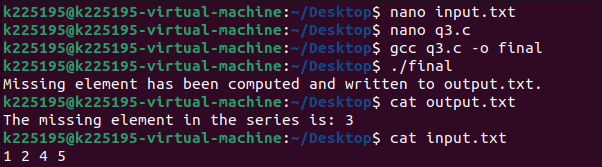 k225195@k225195-virtual-machine:~/Desktop$ nano input.txt
k225195@k225195-virtual-machine:~/Desktop$ nano q3.c
k225195@k225195-virtual-machine:~/Desktop$ gcc q3.c -o final
k225195@k225195-virtual-machine:~/Desktop$ ./final
Missing element has been computed and written to output.txt.
k225195@k225195-virtual-machine:~/Desktop$ cat output.txt
The missing element in the series is: 3
k225195@k225195-virtual-machine:~/Desktop$ cat input.txt
1 2 4 5